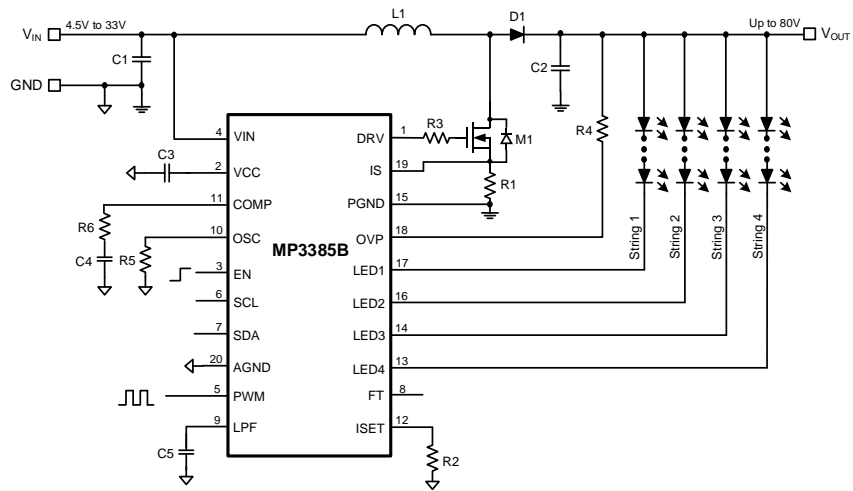 L1
D1
V_IN
4.5V to 33V
Up to 80V
V_OUT
C1
C2
GND
R4
4
VIN
DRV
1
R3
M1
C3
2
VCC
IS
19
R1
11
COMP
PGND
15
R6
10
OSC
OVP
18
C4
R5
MP3385B
3
EN
LED1
17
6
SCL
LED2
16
7
SDA
LED3
14
20
AGND
LED4
13
5
PWM
FT
8
9
LPF
ISET
12
C5
R2
String 1
String 2
String 3
String 4